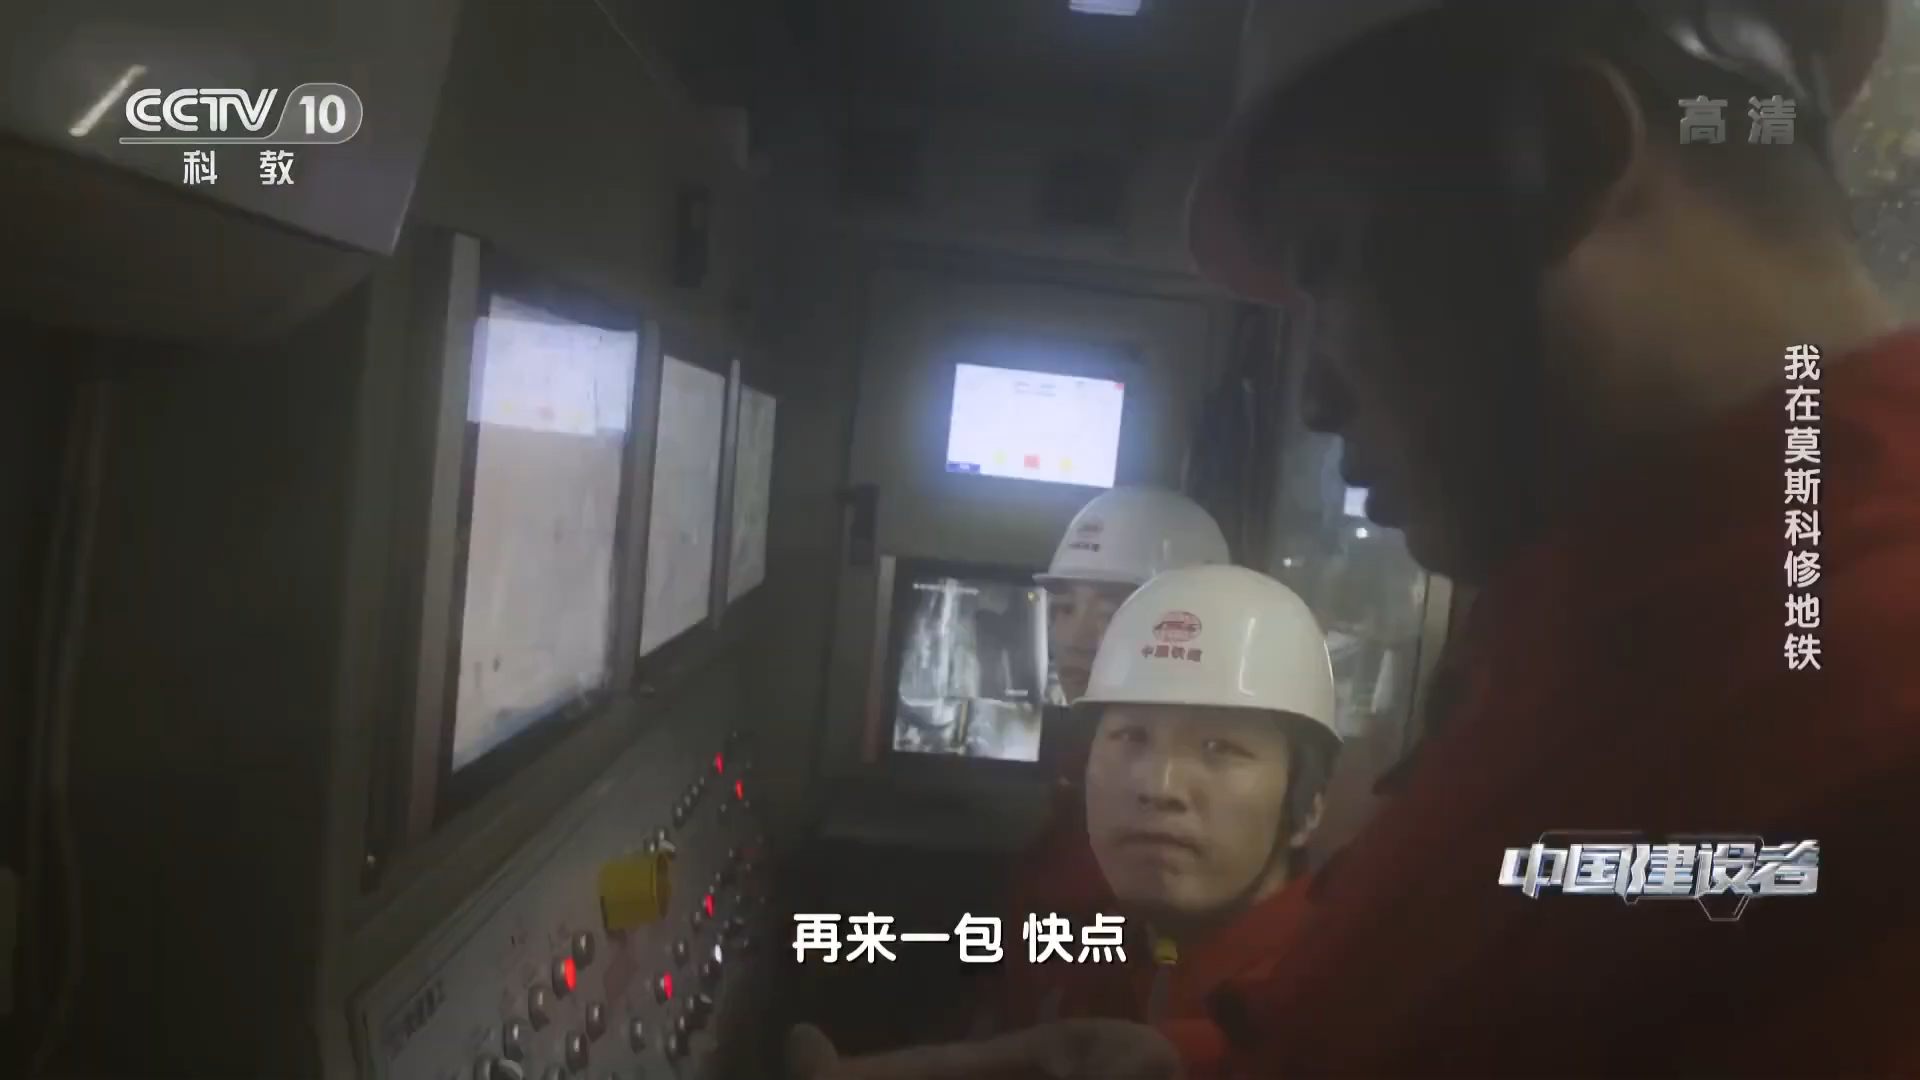 CCTV 10
科 教
高 清
我在莫斯科修地铁
中国铁建
中国建设者
再来一包 快点